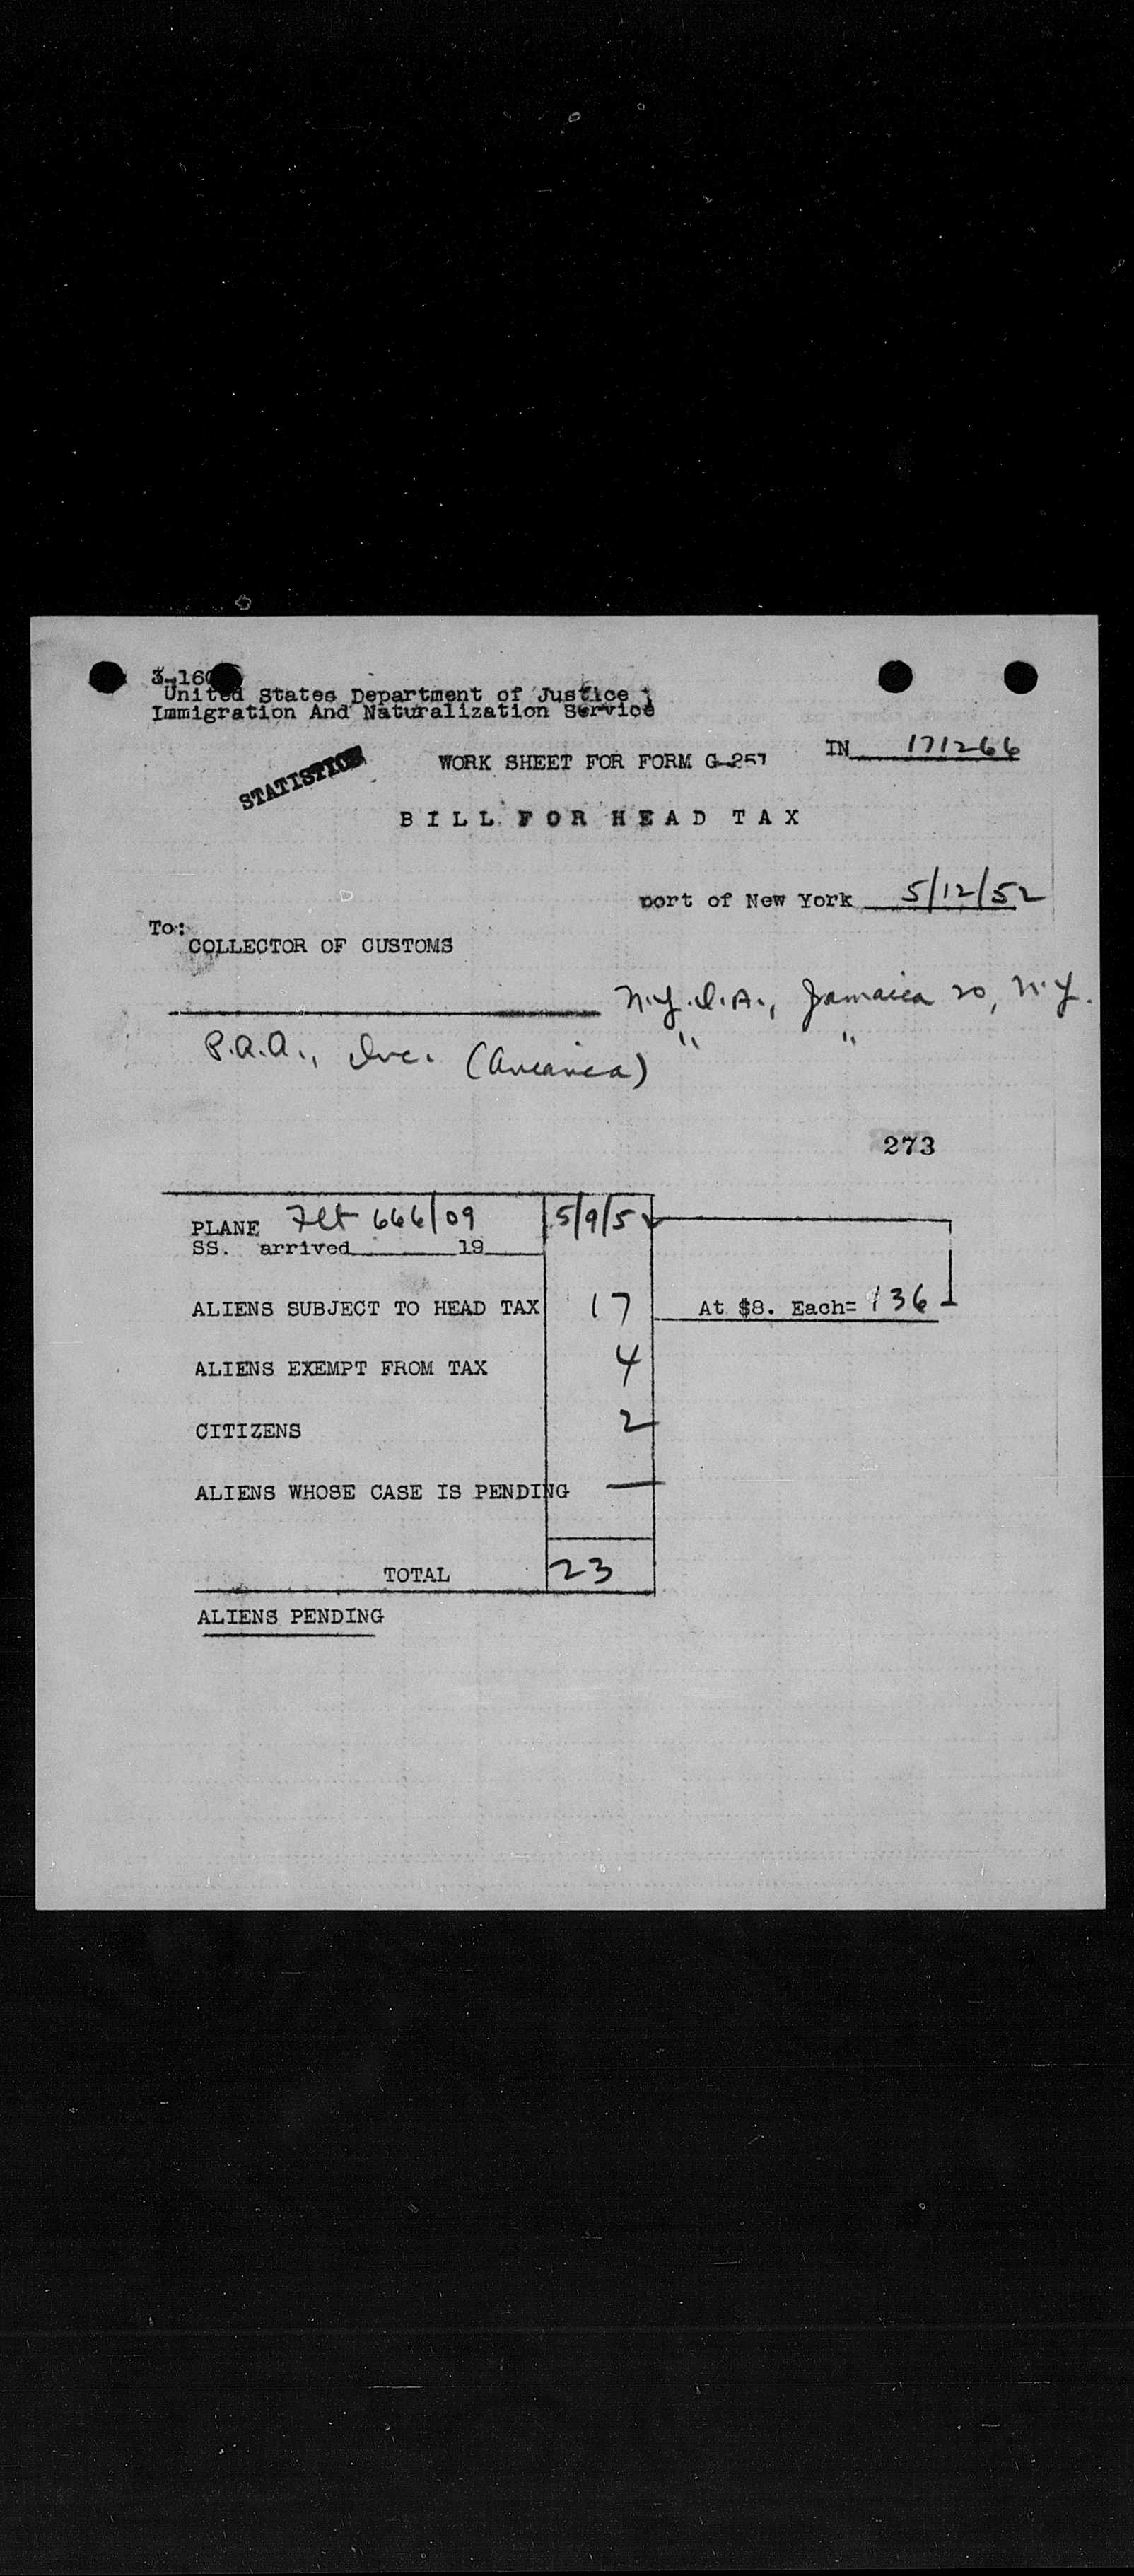 3-160
United States Department of Justice
Immigration And Naturalization Service
STATISTICS
WORK SHEET FOR FORM G-257
IN 171266
BILL FOR HEAD TAX
port of New York 5/12/52
To:
COLLECTOR OF CUSTOMS
N.Y.I.A., Jamaica 20, N.Y.
P.A.A., Inc. (Avianca) " "
273
PLANE Flt 666/09 5/9/52
SS. arrived 19
ALIENS SUBJECT TO HEAD TAX 17 At $8. Each= 136
ALIENS EXEMPT FROM TAX 4
CITIZENS 2
ALIENS WHOSE CASE IS PENDING —
TOTAL 23
ALIENS PENDING